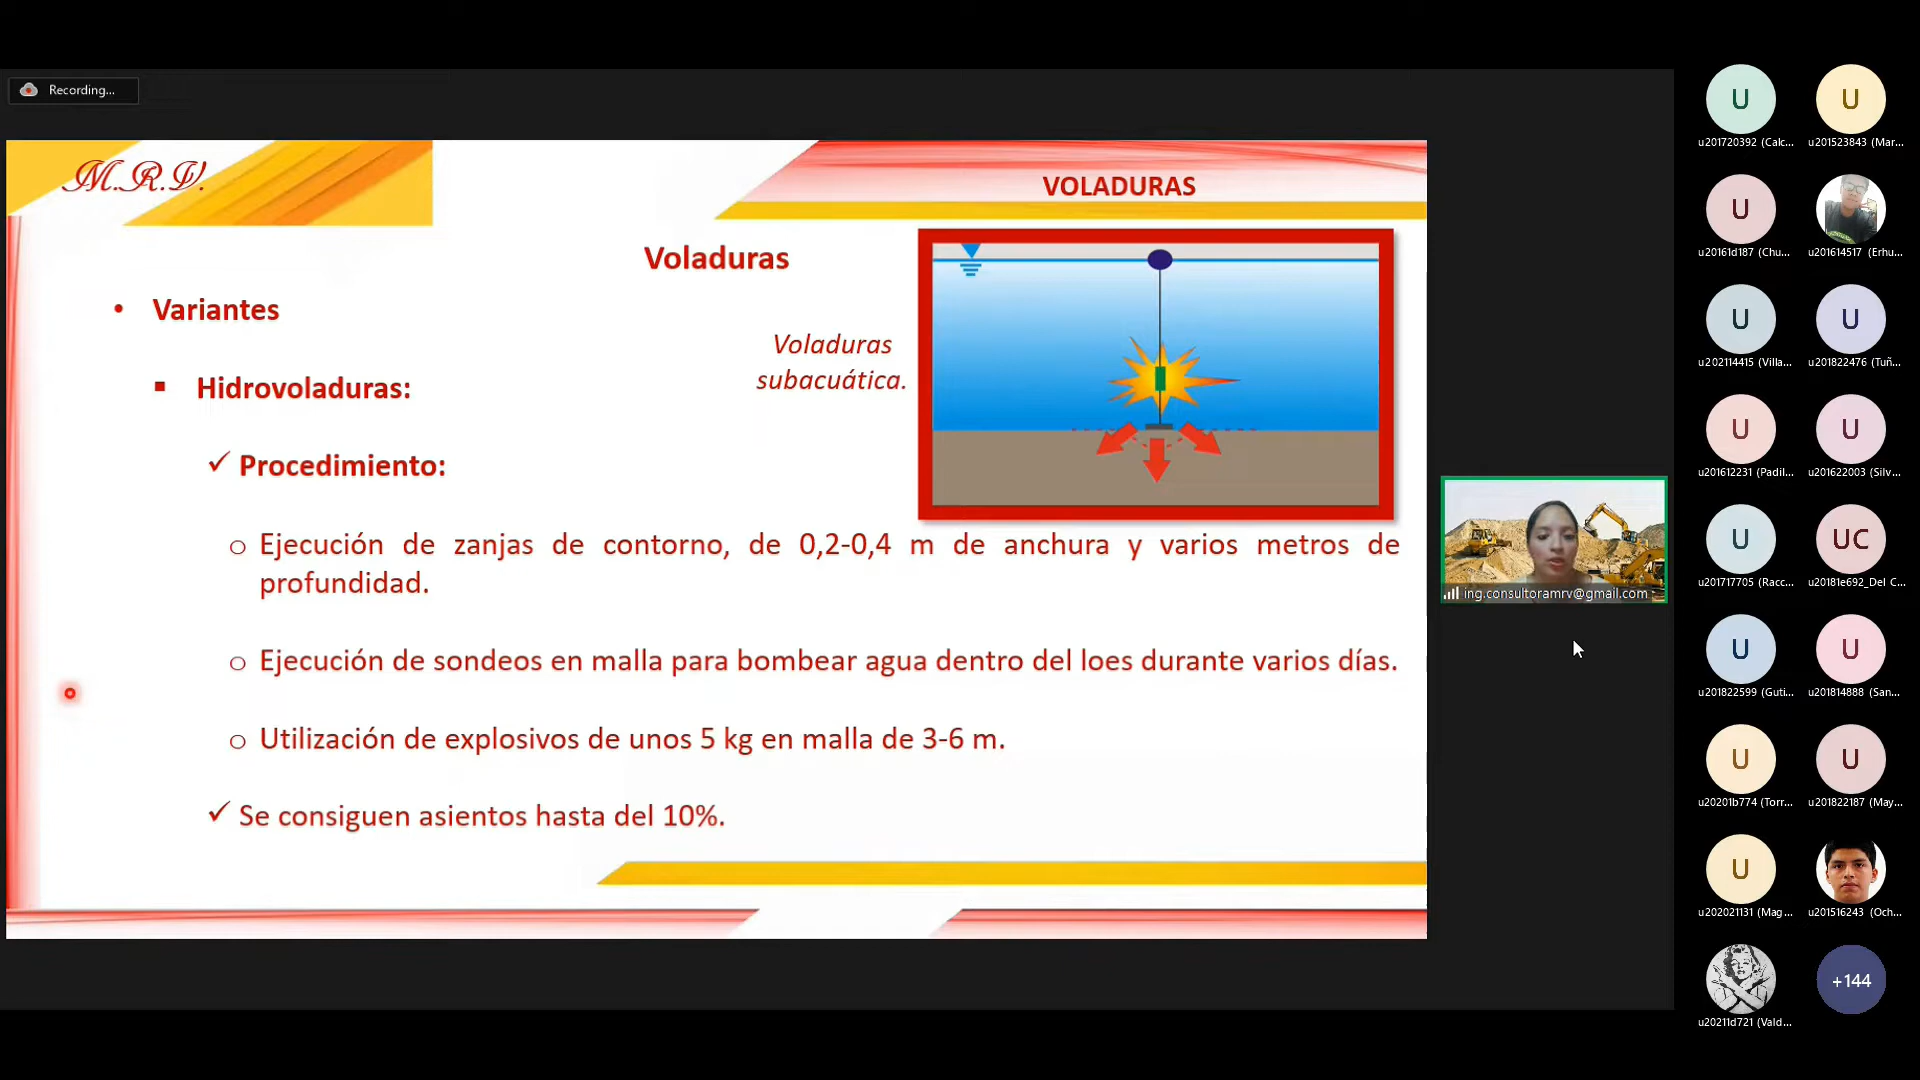 Recording...
M.R.V.
VOLADURAS
Voladuras
• Variantes
Voladuras
subacuática.
▪ Hidrovoladuras:
✓ Procedimiento:
o Ejecución de zanjas de contorno, de 0,2-0,4 m de anchura y varios metros de
profundidad.
o Ejecución de sondeos en malla para bombear agua dentro del loes durante varios días.
o Utilización de explosivos de unos 5 kg en malla de 3-6 m.
✓ Se consiguen asientos hasta del 10%.
ing.consultoramrv@gmail.com
U
U
u201720392 (Calc...
u201523843 (Mar...
U
u20161d187 (Chu...
u201614517 (Erhu...
U
U
u202114415 (Villa...
u201822476 (Tuñ...
U
U
u201612231 (Padil...
u201622003 (Silv...
U
UC
u201717705 (Racc...
u20181e692_Del C...
U
U
u201822599 (Guti...
u201814888 (San...
U
U
u20201b774 (Torr...
u201822187 (May...
U
u202021131 (Mag...
u201516243 (Och...
+144
u20211d721 (Vald...